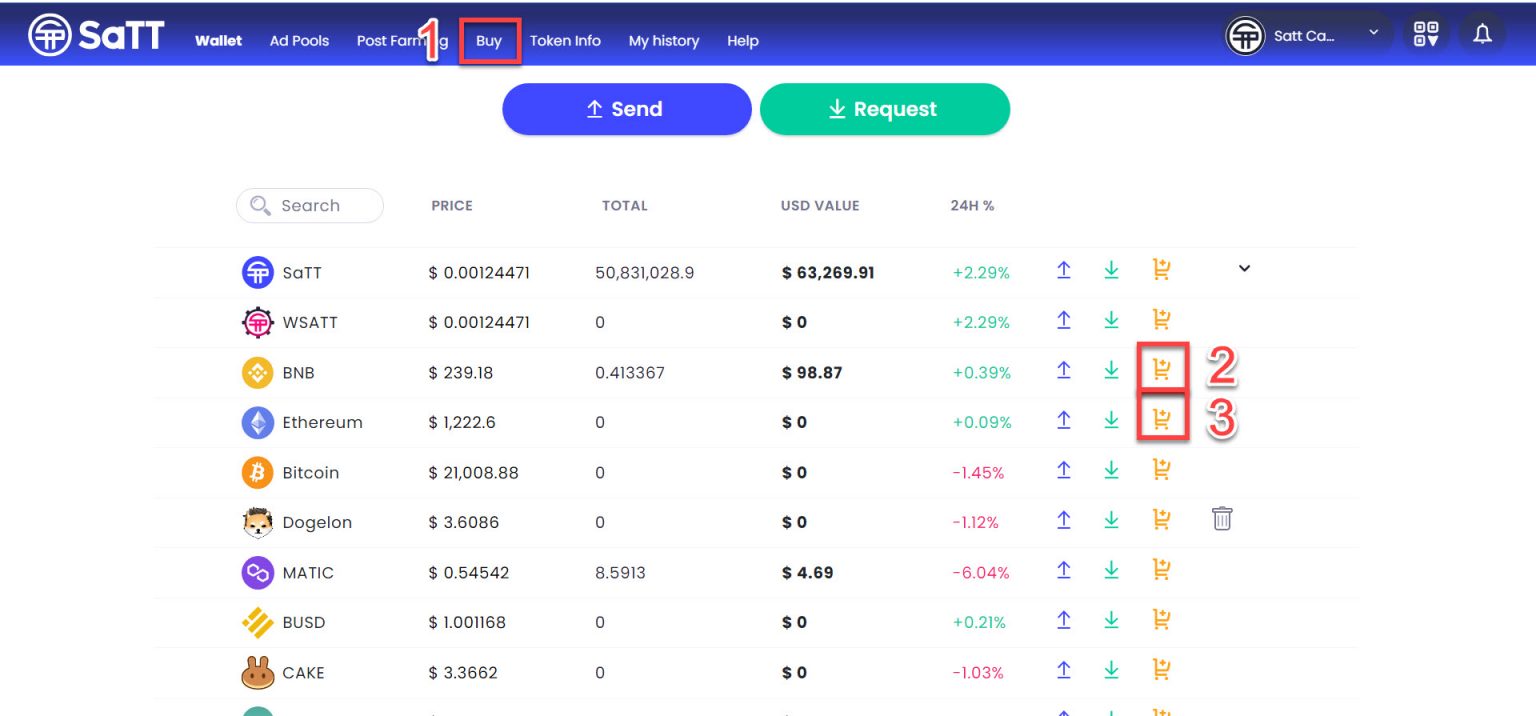 SaTT Wallet Ad Pools Post Farming 1 Buy Token Info My history Help Satt Ca...
Send Request
Search PRICE TOTAL USD VALUE 24H %
SaTT $ 0.00124471 50,831,028.9 $ 63,269.91 +2.29%
WSATT $ 0.00124471 0 $ 0 +2.29%
BNB $ 239.18 0.413367 $ 98.87 +0.39% 2
Ethereum $ 1,222.6 0 $ 0 +0.09% 3
Bitcoin $ 21,008.88 0 $ 0 -1.45%
Dogelon $ 3.6086 0 $ 0 -1.12%
MATIC $ 0.54542 8.5913 $ 4.69 -6.04%
BUSD $ 1.001168 0 $ 0 +0.21%
CAKE $ 3.3662 0 $ 0 -1.03%